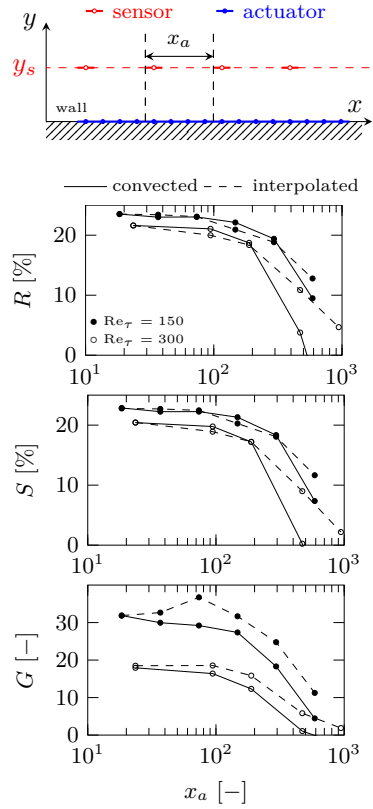 y sensor actuator
x_a
y_s
wall x
convected interpolated
20
10
0
R [%]
Re_τ = 150
Re_τ = 300
10^1 10^2 10^3
20
10
0
S [%]
10^1 10^2 10^3
30
20
10
0
G [−]
10^1 10^2 10^3
x_a [−]